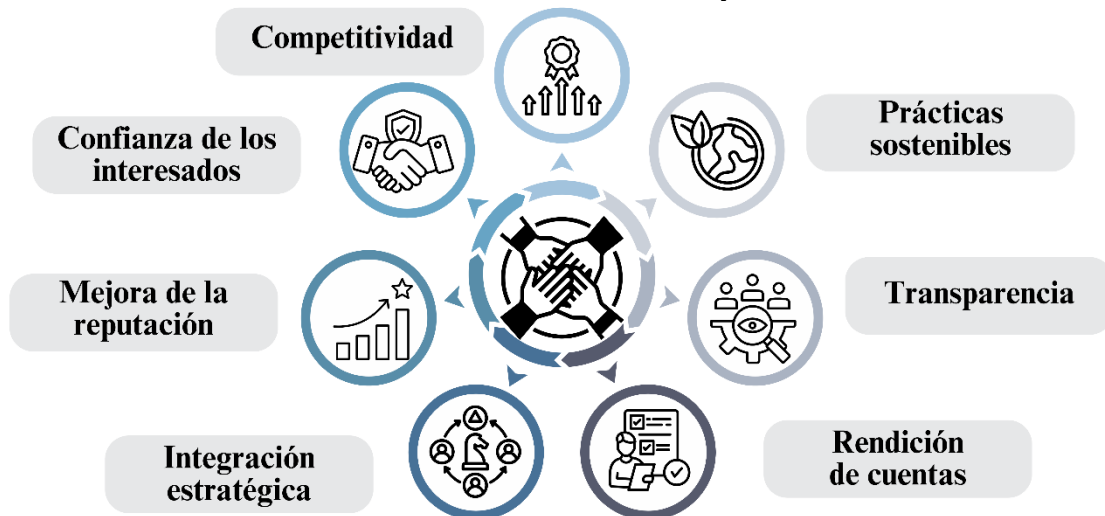 Competitividad
Confianza de los
interesados
Mejora de la
reputación
Integración
estratégica
Prácticas
sostenibles
Transparencia
Rendición
de cuentas